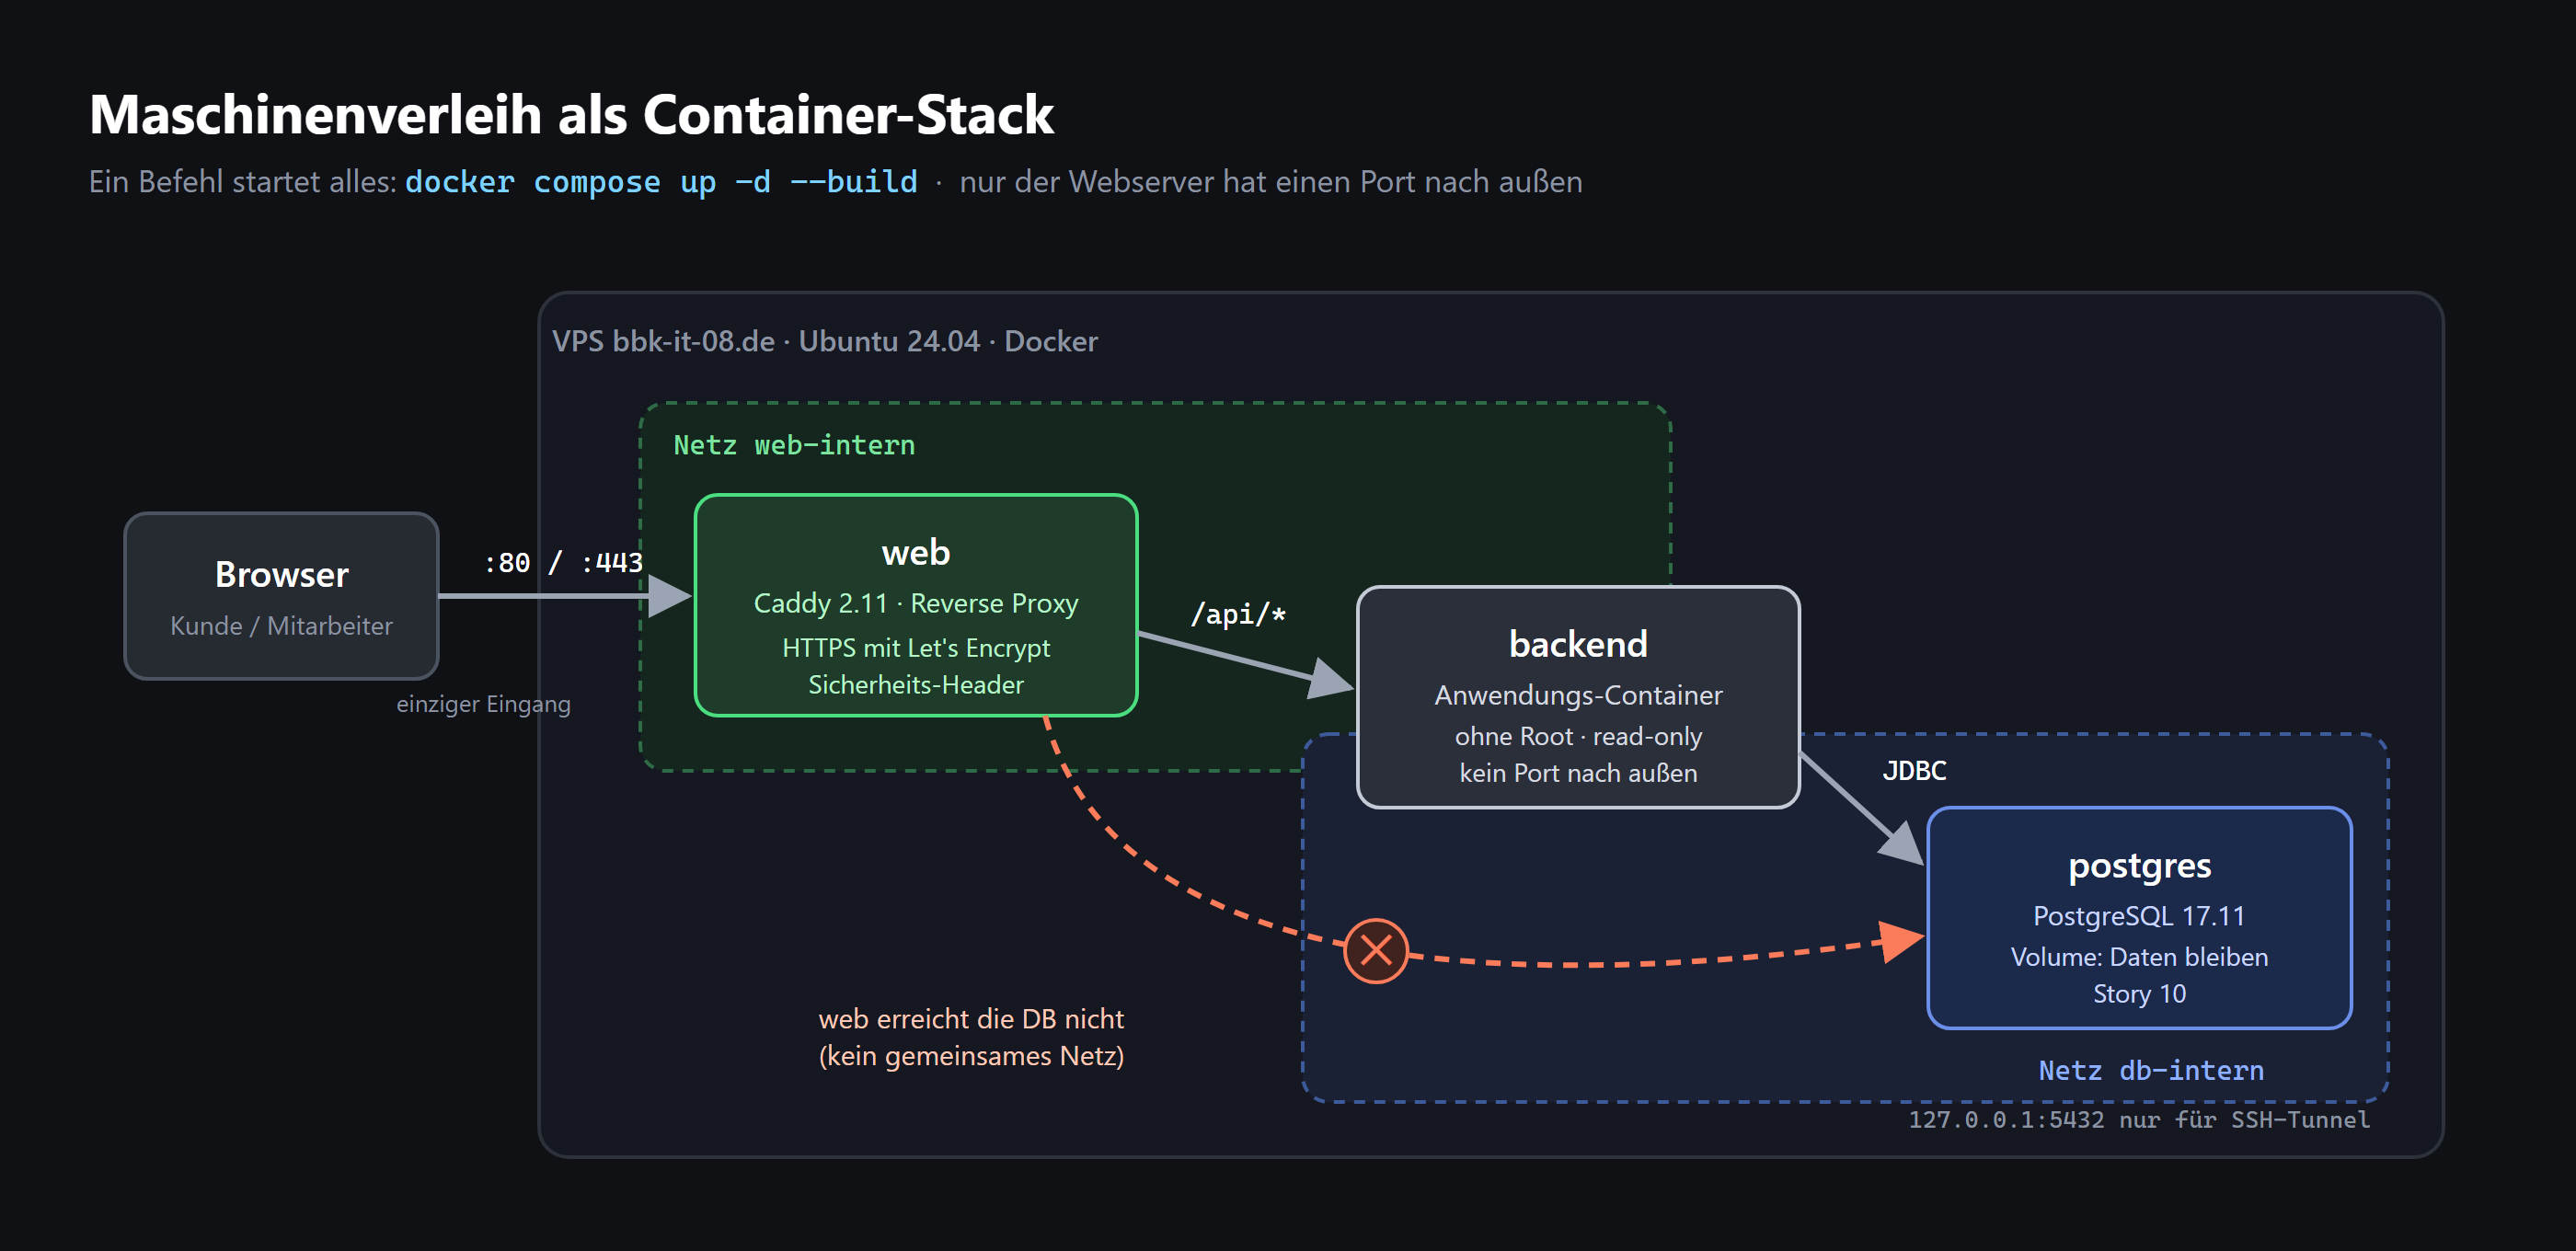 Maschinenverleih als Container-Stack
Ein Befehl startet alles: docker compose up -d --build · nur der Webserver hat einen Port nach außen
VPS bbk-it-08.de · Ubuntu 24.04 · Docker
Netz web-intern
Browser
Kunde / Mitarbeiter
:80 / :443
einziger Eingang
web
Caddy 2.11 · Reverse Proxy
HTTPS mit Let's Encrypt
Sicherheits-Header
/api/*
backend
Anwendungs-Container
ohne Root · read-only
kein Port nach außen
JDBC
postgres
PostgreSQL 17.11
Volume: Daten bleiben
Story 10
web erreicht die DB nicht
(kein gemeinsames Netz)
Netz db-intern
127.0.0.1:5432 nur für SSH-Tunnel